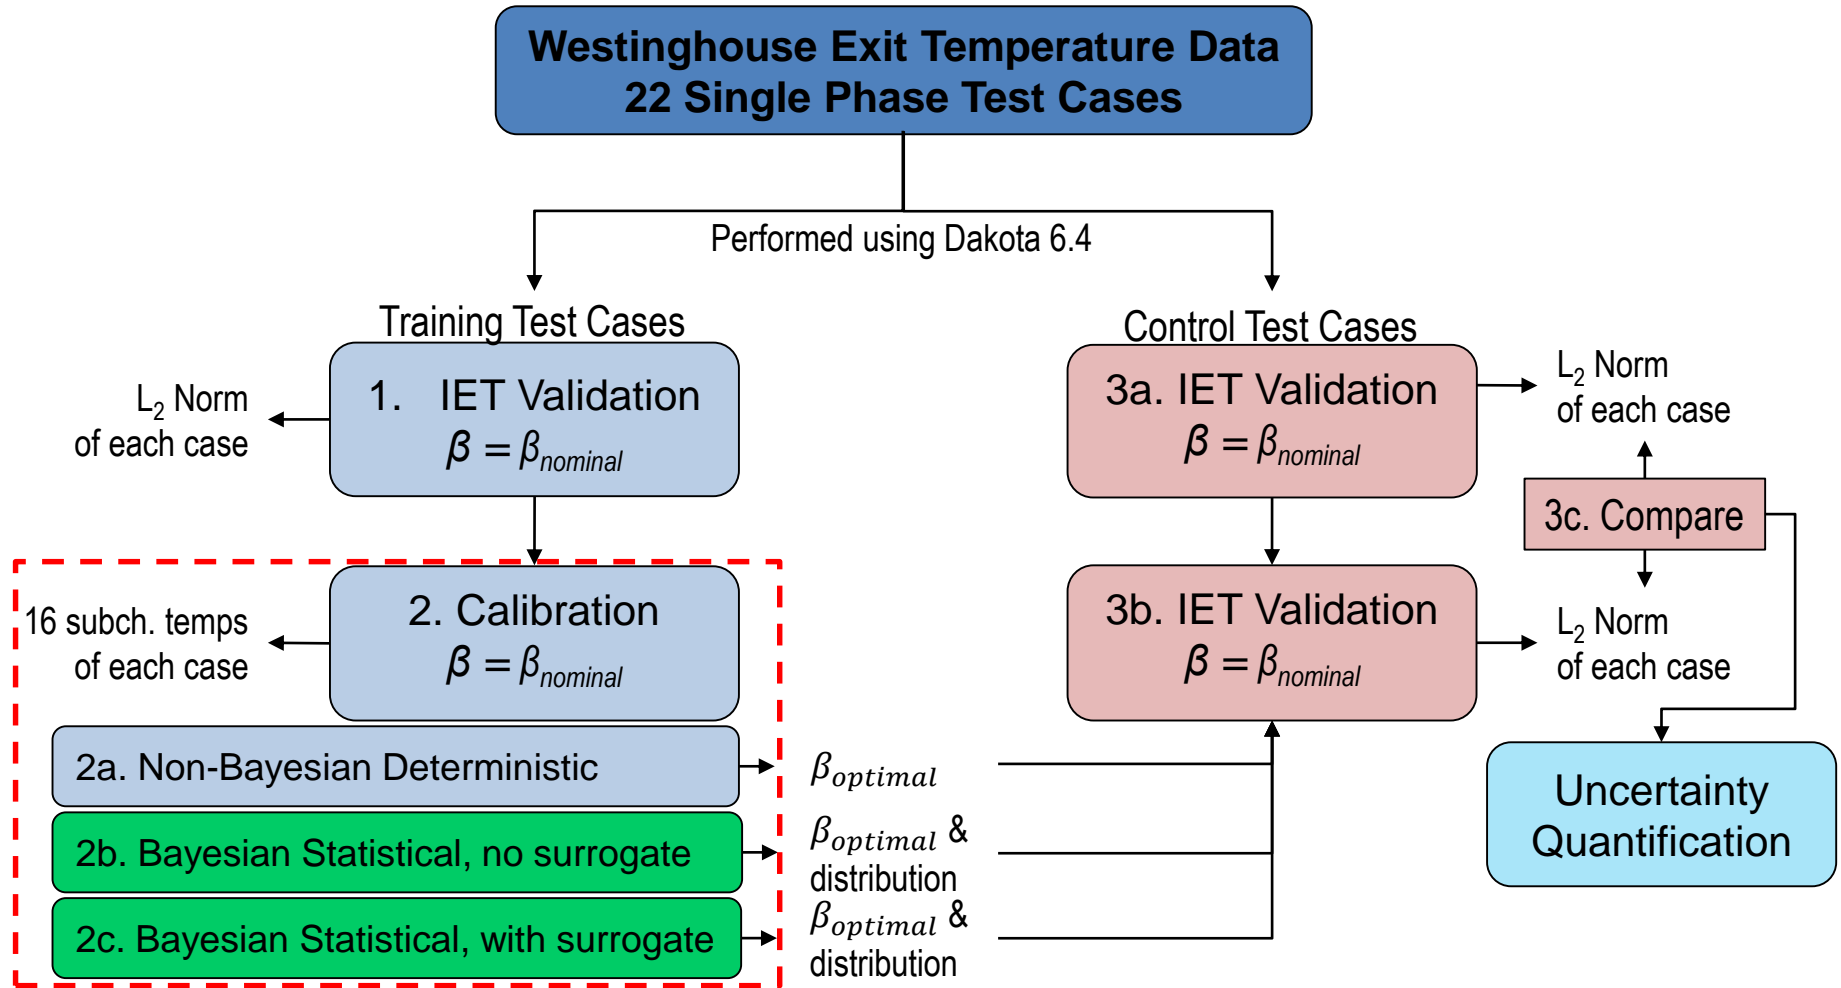 Westinghouse Exit Temperature Data
22 Single Phase Test Cases
Performed using Dakota 6.4
Training Test Cases
1. IET Validation
β = βnominal
L2 Norm
of each case
2. Calibration
β = βnominal
16 subch. temps
of each case
2a. Non-Bayesian Deterministic
βoptimal
2b. Bayesian Statistical, no surrogate
βoptimal &
distribution
2c. Bayesian Statistical, with surrogate
βoptimal &
distribution
Control Test Cases
3a. IET Validation
β = βnominal
L2 Norm
of each case
3c. Compare
3b. IET Validation
β = βnominal
L2 Norm
of each case
Uncertainty
Quantification